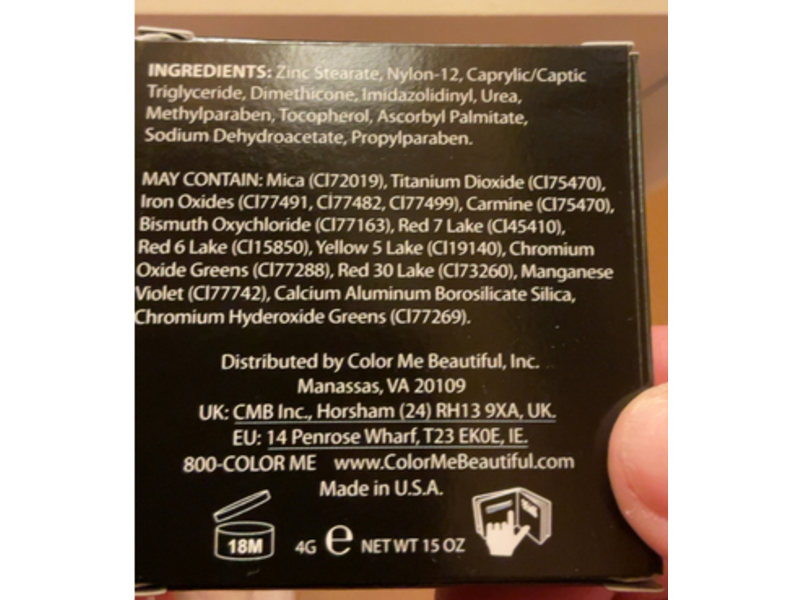 INGREDIENTS: Zinc Stearate, Nylon-12, Caprylic/Captic
Triglyceride, Dimethicone, Imidazolidinyl, Urea,
Methylparaben, Tocopherol, Ascorbyl Palmitate,
Sodium Dehydroacetate, Propylparaben.
MAY CONTAIN: Mica (CI72019), Titanium Dioxide (CI75470),
Iron Oxides (CI77491, CI77482, CI77499), Carmine (CI75470),
Bismuth Oxychloride (CI77163), Red 7 Lake (CI45410),
Red 6 Lake (CI15850), Yellow 5 Lake (CI19140), Chromium
Oxide Greens (CI77288), Red 30 Lake (CI73260), Manganese
Violet (CI77742), Calcium Aluminum Borosilicate Silica,
Chromium Hyderoxide Greens (CI77269).
Distributed by Color Me Beautiful, Inc.
Manassas, VA 20109
UK: CMB Inc., Horsham (24) RH13 9XA, UK.
EU: 14 Penrose Wharf, T23 EK0E, IE.
800-COLOR ME www.ColorMeBeautiful.com
Made in U.S.A.
18M 4G e NET WT 15 OZ